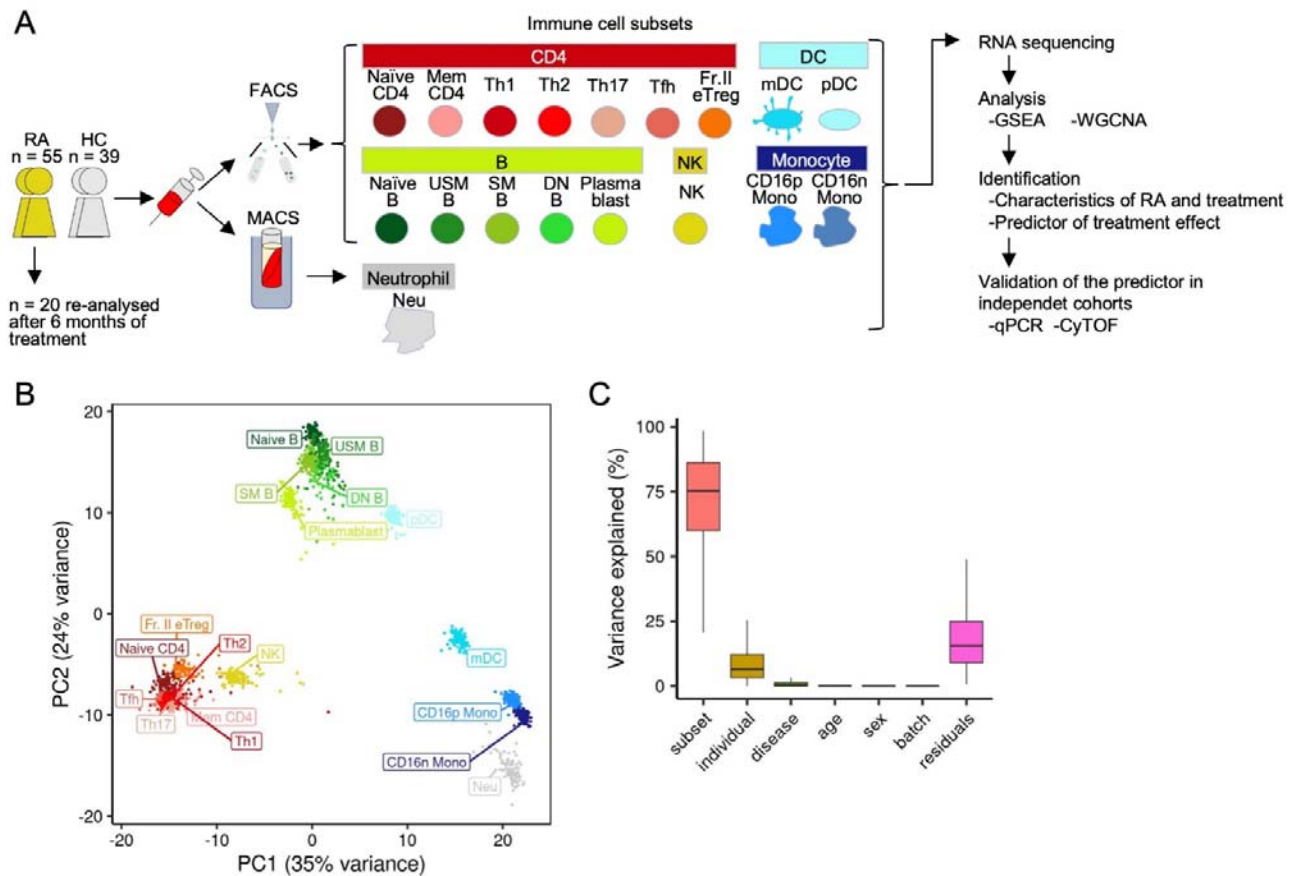 A
Immune cell subsets
CD4
DC
Naïve CD4
Mem CD4
Th1
Th2
Th17
Tfh
Fr.II eTreg
mDC
pDC
FACS
RA
n = 55
HC
n = 39
B
NK
Monocyte
Naïve B
USM B
SM B
DN B
Plasma blast
NK
CD16p Mono
CD16n Mono
MACS
Neutrophil
Neu
n = 20 re-analysed
after 6 months of
treatment
RNA sequencing
Analysis
-GSEA -WGCNA
Identification
-Characteristics of RA and treatment
-Predictor of treatment effect
Validation of the predictor in
independet cohorts
-qPCR -CyTOF
B
PC2 (24% variance)
20
10
0
-10
-20
Naive B
USM B
SM B
DN B
Plasmablast
pDC
Fr. II eTreg
Th2
Naive CD4
NK
mDC
Tfh
Th17
Mem CD4
Th1
CD16p Mono
CD16n Mono
Neu
-20
-10
0
10
20
PC1 (35% variance)
C
Variance explained (%)
100
75
50
25
0
subset
individual
disease
age
sex
batch
residuals